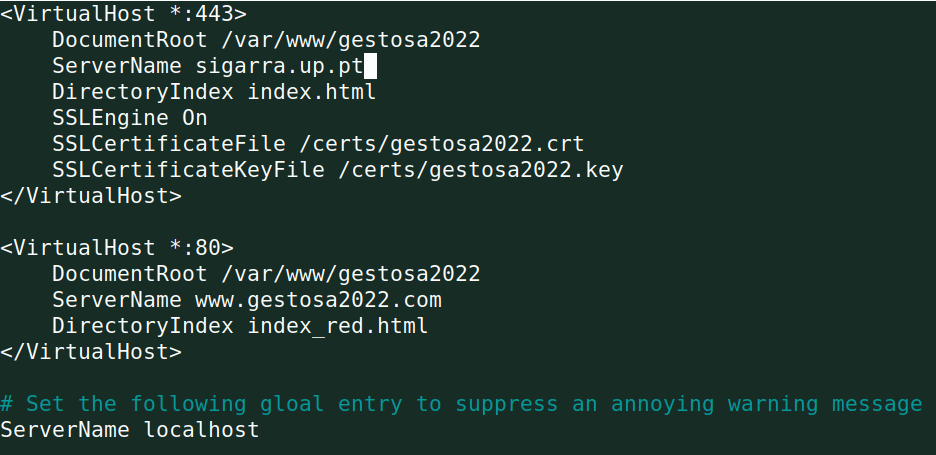 <VirtualHost *:443>
    DocumentRoot /var/www/gestosa2022
    ServerName sigarra.up.pt
    DirectoryIndex index.html
    SSLEngine On
    SSLCertificateFile /certs/gestosa2022.crt
    SSLCertificateKeyFile /certs/gestosa2022.key
</VirtualHost>

<VirtualHost *:80>
    DocumentRoot /var/www/gestosa2022
    ServerName www.gestosa2022.com
    DirectoryIndex index_red.html
</VirtualHost>

# Set the following gloal entry to suppress an annoying warning message
ServerName localhost